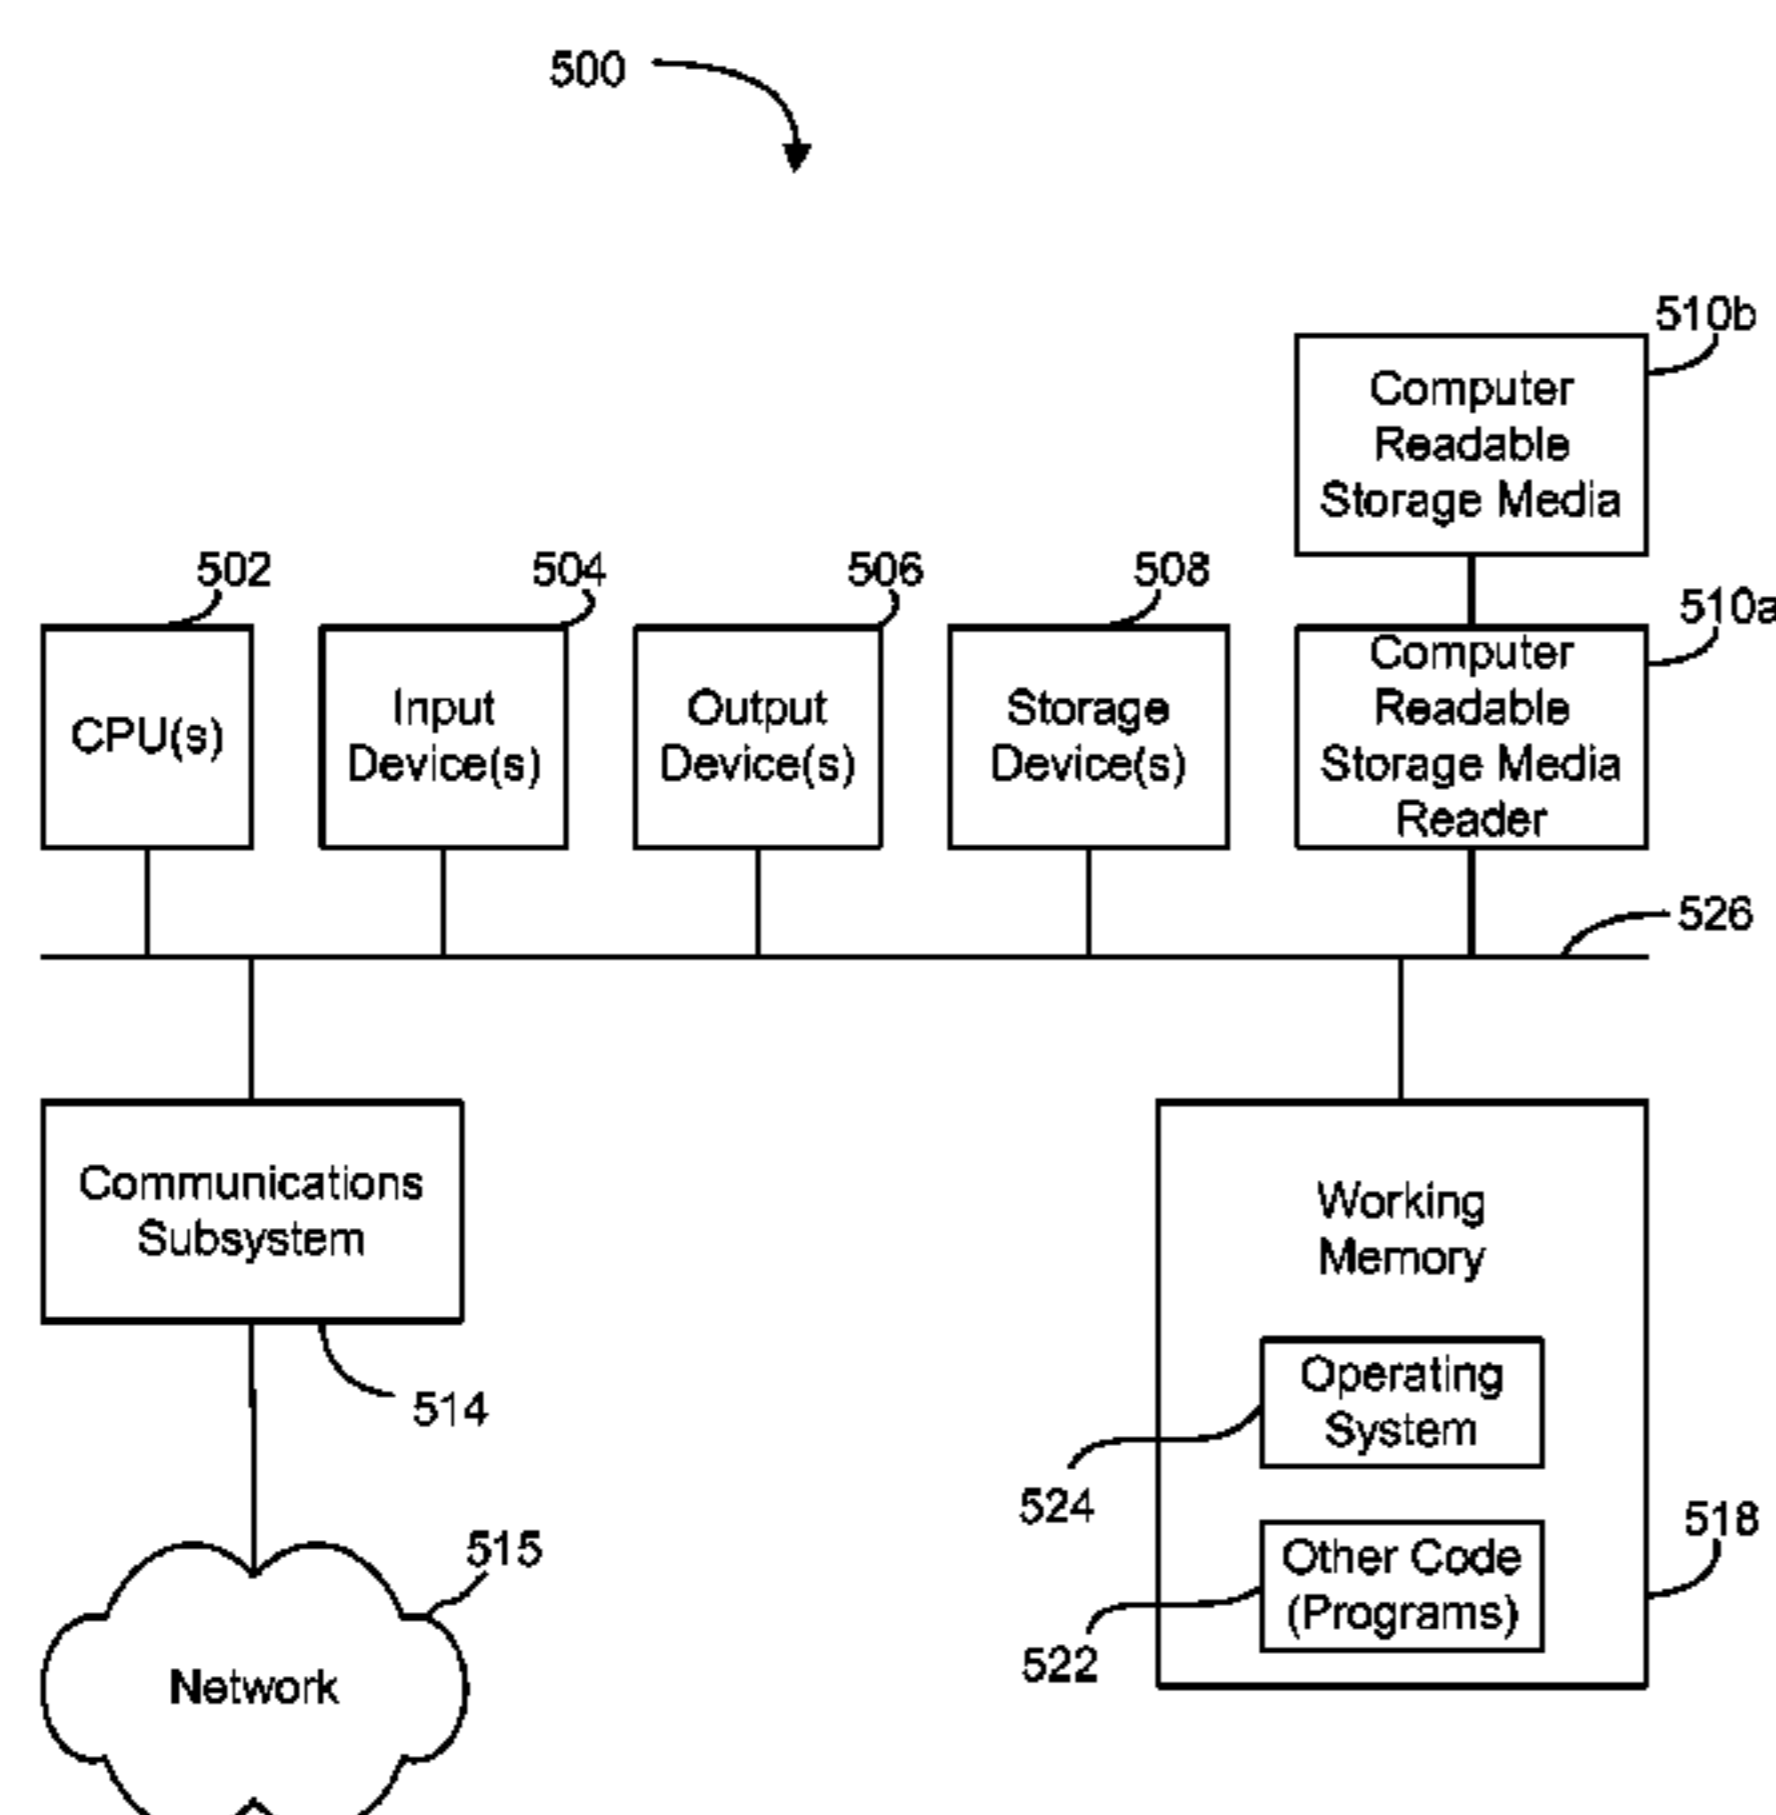 500
510b
Computer
Readable
Storage Media
502
504
506
508
510a
CPU(s)
Input
Device(s)
Output
Device(s)
Storage
Device(s)
Computer
Readable
Storage Media
Reader
526
Communications
Subsystem
514
Working
Memory
Operating
System
524
518
Other Code
(Programs)
522
515
Network